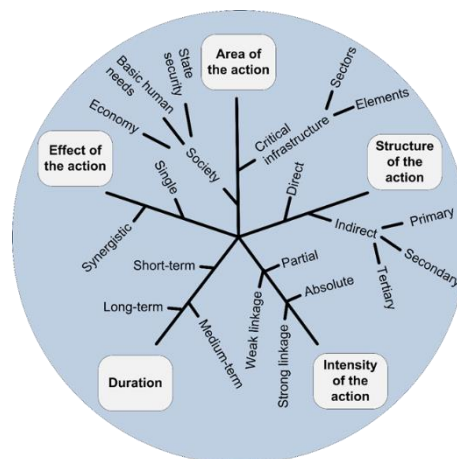 Area of
the action
State
security
Basic human
needs
Economy
Society
Critical
infrastructure
Sectors
Elements
Effect of
the action
Single
Synergistic
Structure
of the
action
Direct
Indirect
Primary
Secondary
Tertiary
Short-term
Long-term
Medium-term
Duration
Partial
Weak linkage
Absolute
Strong linkage
Intensity
of the
action